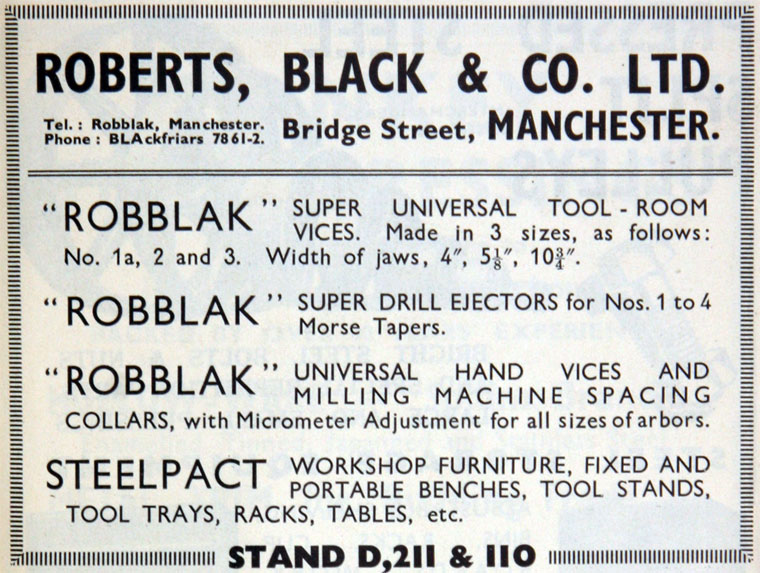 ROBERTS, BLACK & CO. LTD.
Tel. : Robblak, Manchester.
Phone : BLAckfriars 7861-2.
Bridge Street, MANCHESTER.
“ROBBLAK” SUPER UNIVERSAL TOOL-ROOM
VICES. Made in 3 sizes, as follows:
No. 1a, 2 and 3. Width of jaws, 4″, 5⅛″, 10¾″.
“ROBBLAK” SUPER DRILL EJECTORS for Nos. 1 to 4
Morse Tapers.
“ROBBLAK” UNIVERSAL HAND VICES AND
MILLING MACHINE SPACING
COLLARS, with Micrometer Adjustment for all sizes of arbors.
STEELPACT WORKSHOP FURNITURE, FIXED AND
PORTABLE BENCHES, TOOL STANDS,
TOOL TRAYS, RACKS, TABLES, etc.
STAND D,211 & 110